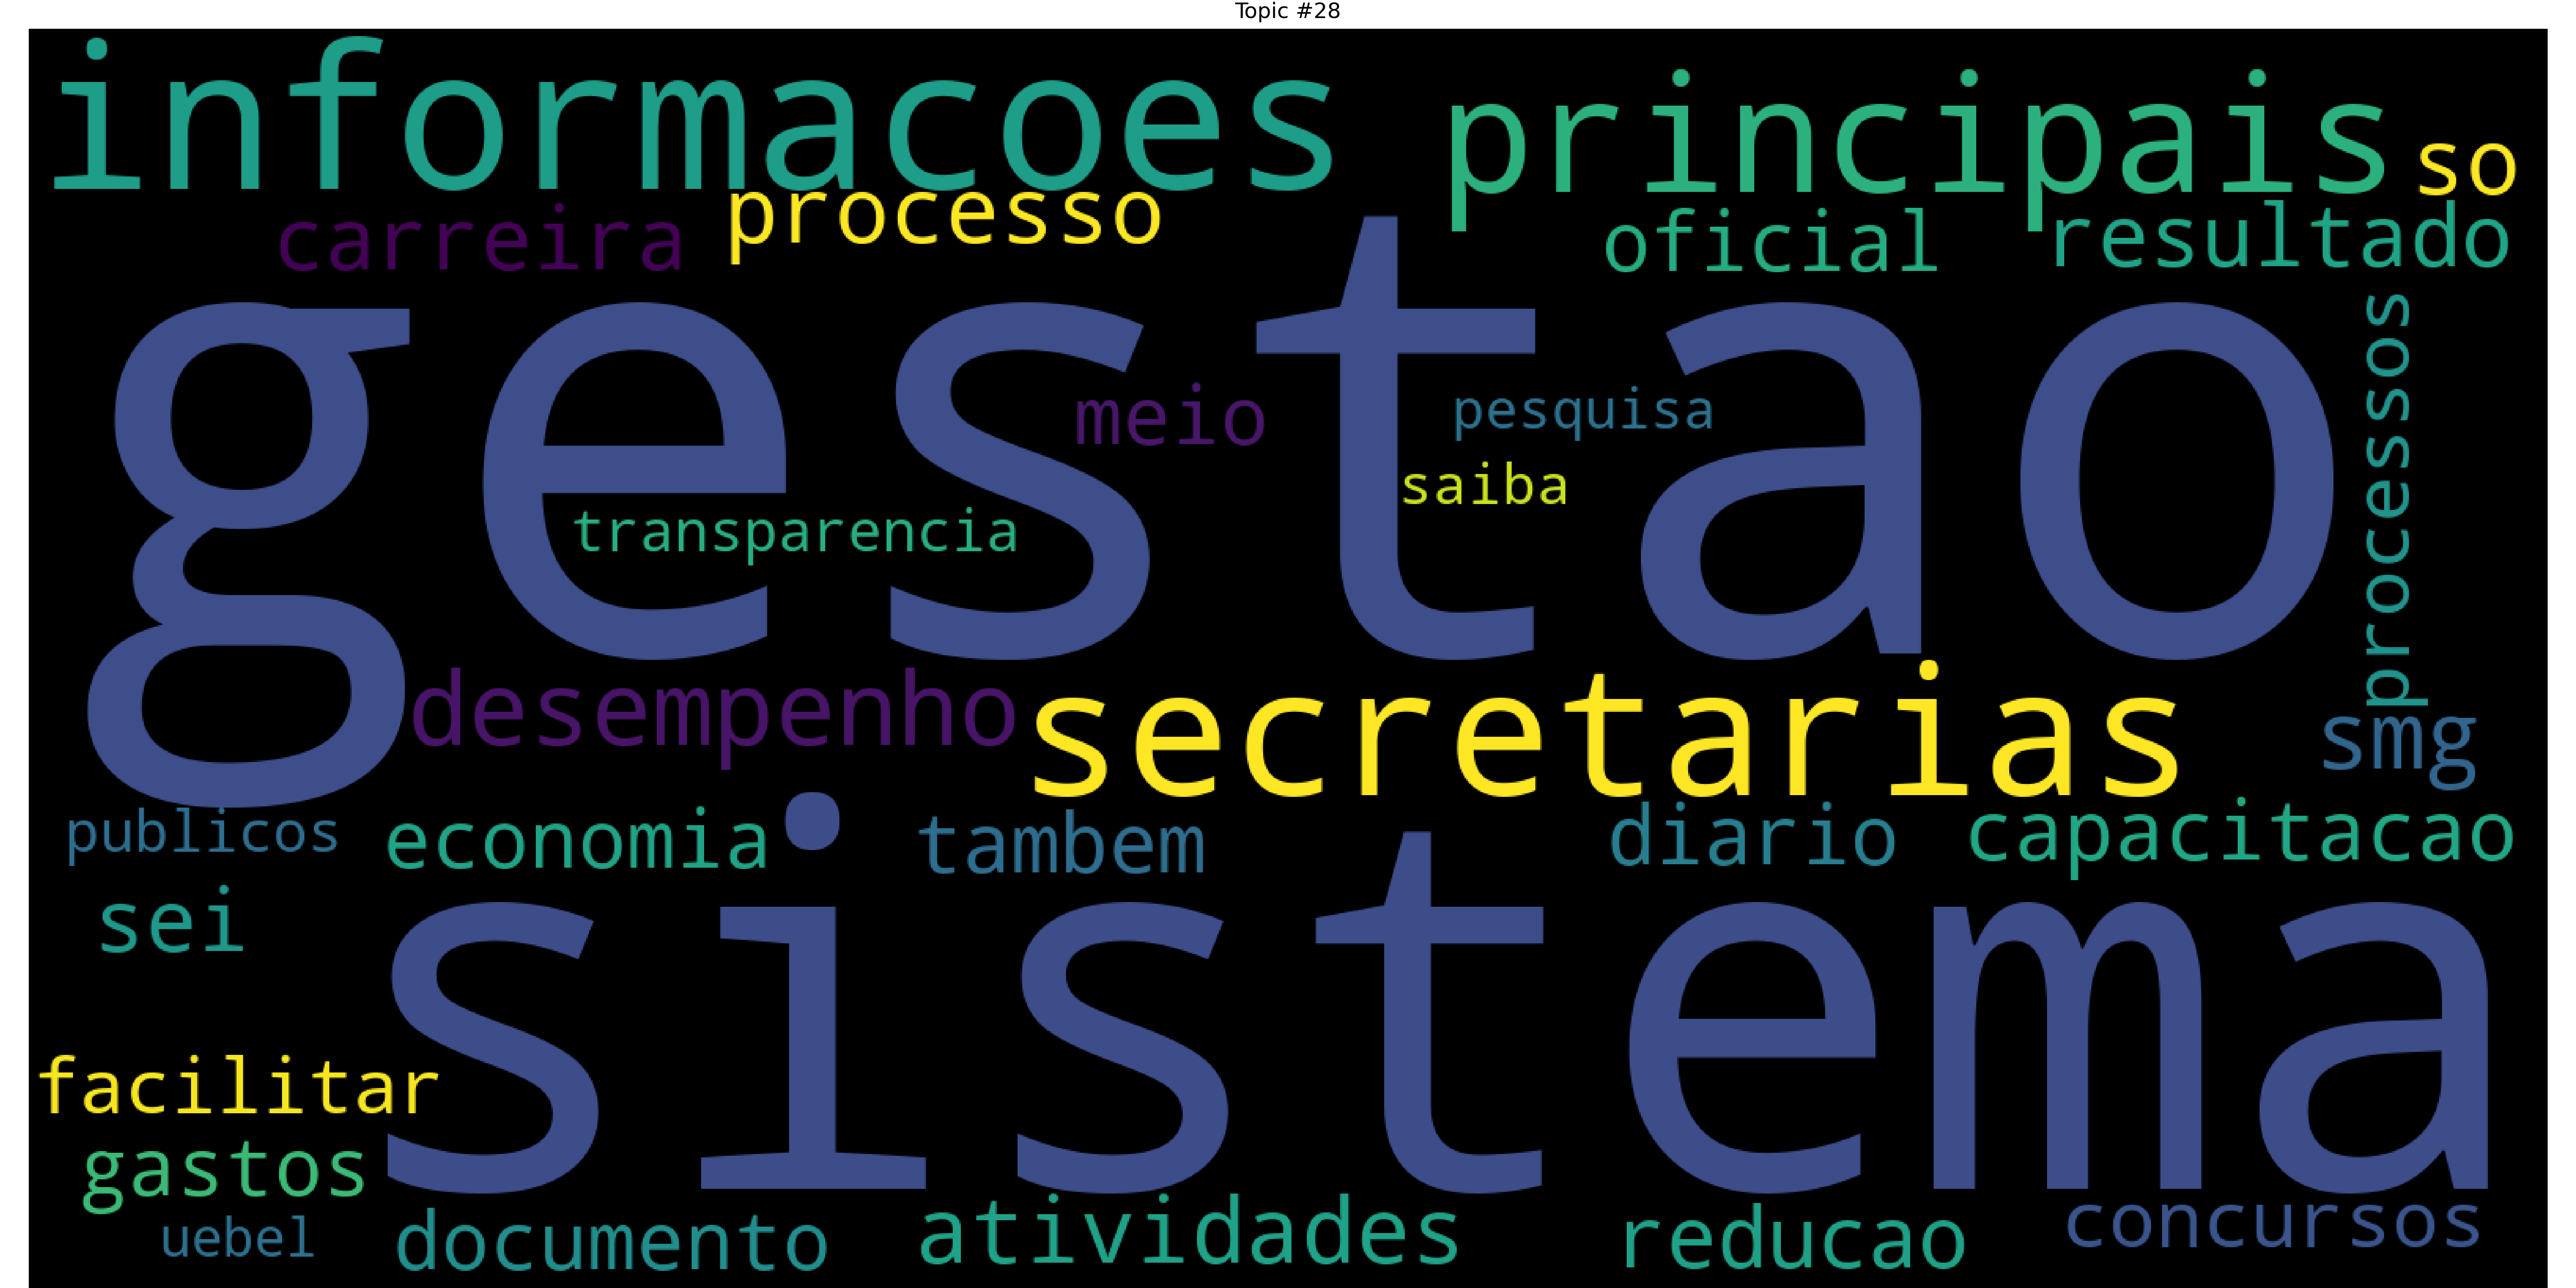 Topic #28
informacoes
principais
so
carreira
processo
oficial
resultado
gestao
processos
meio
pesquisa
saiba
transparencia
desempenho
secretarias
smg
publicos
economia
tambem
diario
capacitacao
sei
sistema
facilitar
gastos
uebel
documento
atividades
reducao
concursos